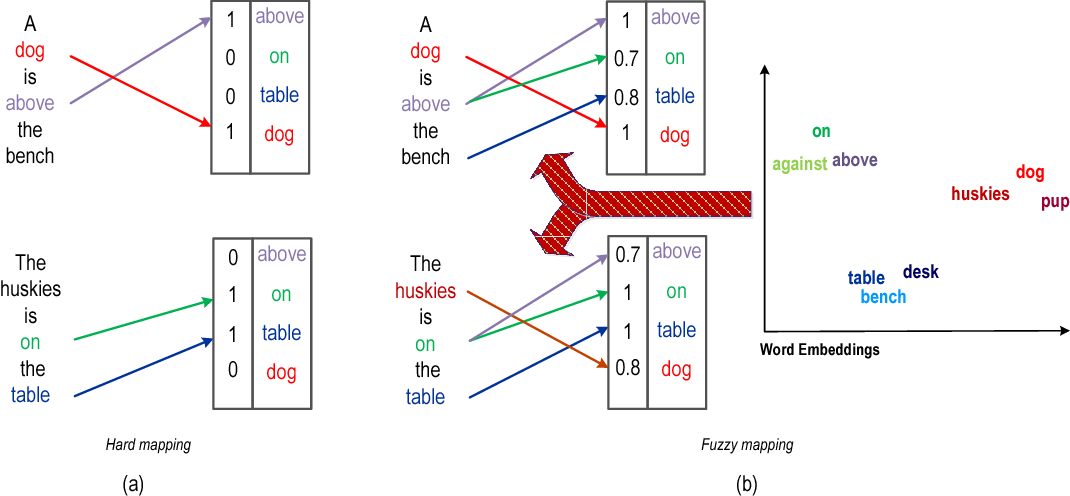 A
dog
is
above
the
bench
1 above
0 on
0 table
1 dog
The
huskies
is
on
the
table
0 above
1 on
1 table
0 dog
Hard mapping
(a)
A
dog
is
above
the
bench
1 above
0.7 on
0.8 table
1 dog
The
huskies
is
on
the
table
0.7 above
1 on
1 table
0.8 dog
on
against above
dog
huskies
pup
table desk
bench
Word Embeddings
Fuzzy mapping
(b)